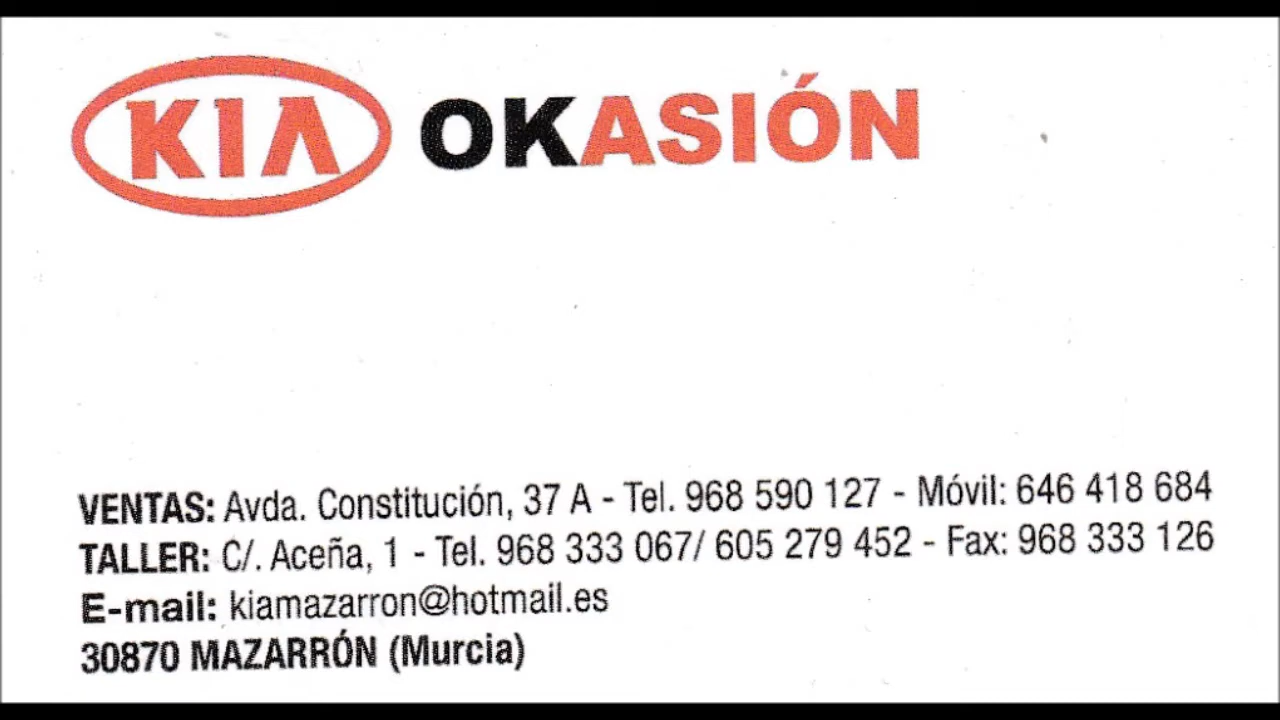 KIA OKASIÓN
VENTAS: Avda. Constitución, 37 A - Tel. 968 590 127 - Móvil: 646 418 684
TALLER: C/. Aceña, 1 - Tel. 968 333 067/ 605 279 452 - Fax: 968 333 126
E-mail: kiamazarron@hotmail.es
30870 MAZARRÓN (Murcia)